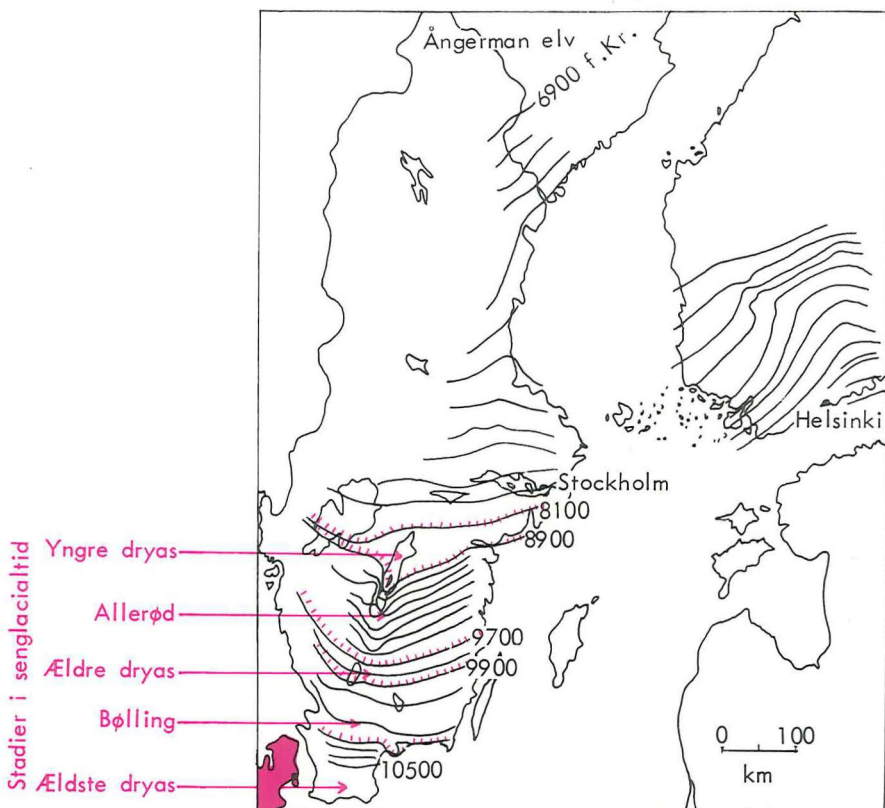 Ångerman elv
6900 f.Kr.
Helsinki
Stockholm
8100
8900
Yngre dryas
Allerød
9700
Ældre dryas
9900
Bølling
10500
Ældste dryas
Stadier i senglacialtid
0 100
km